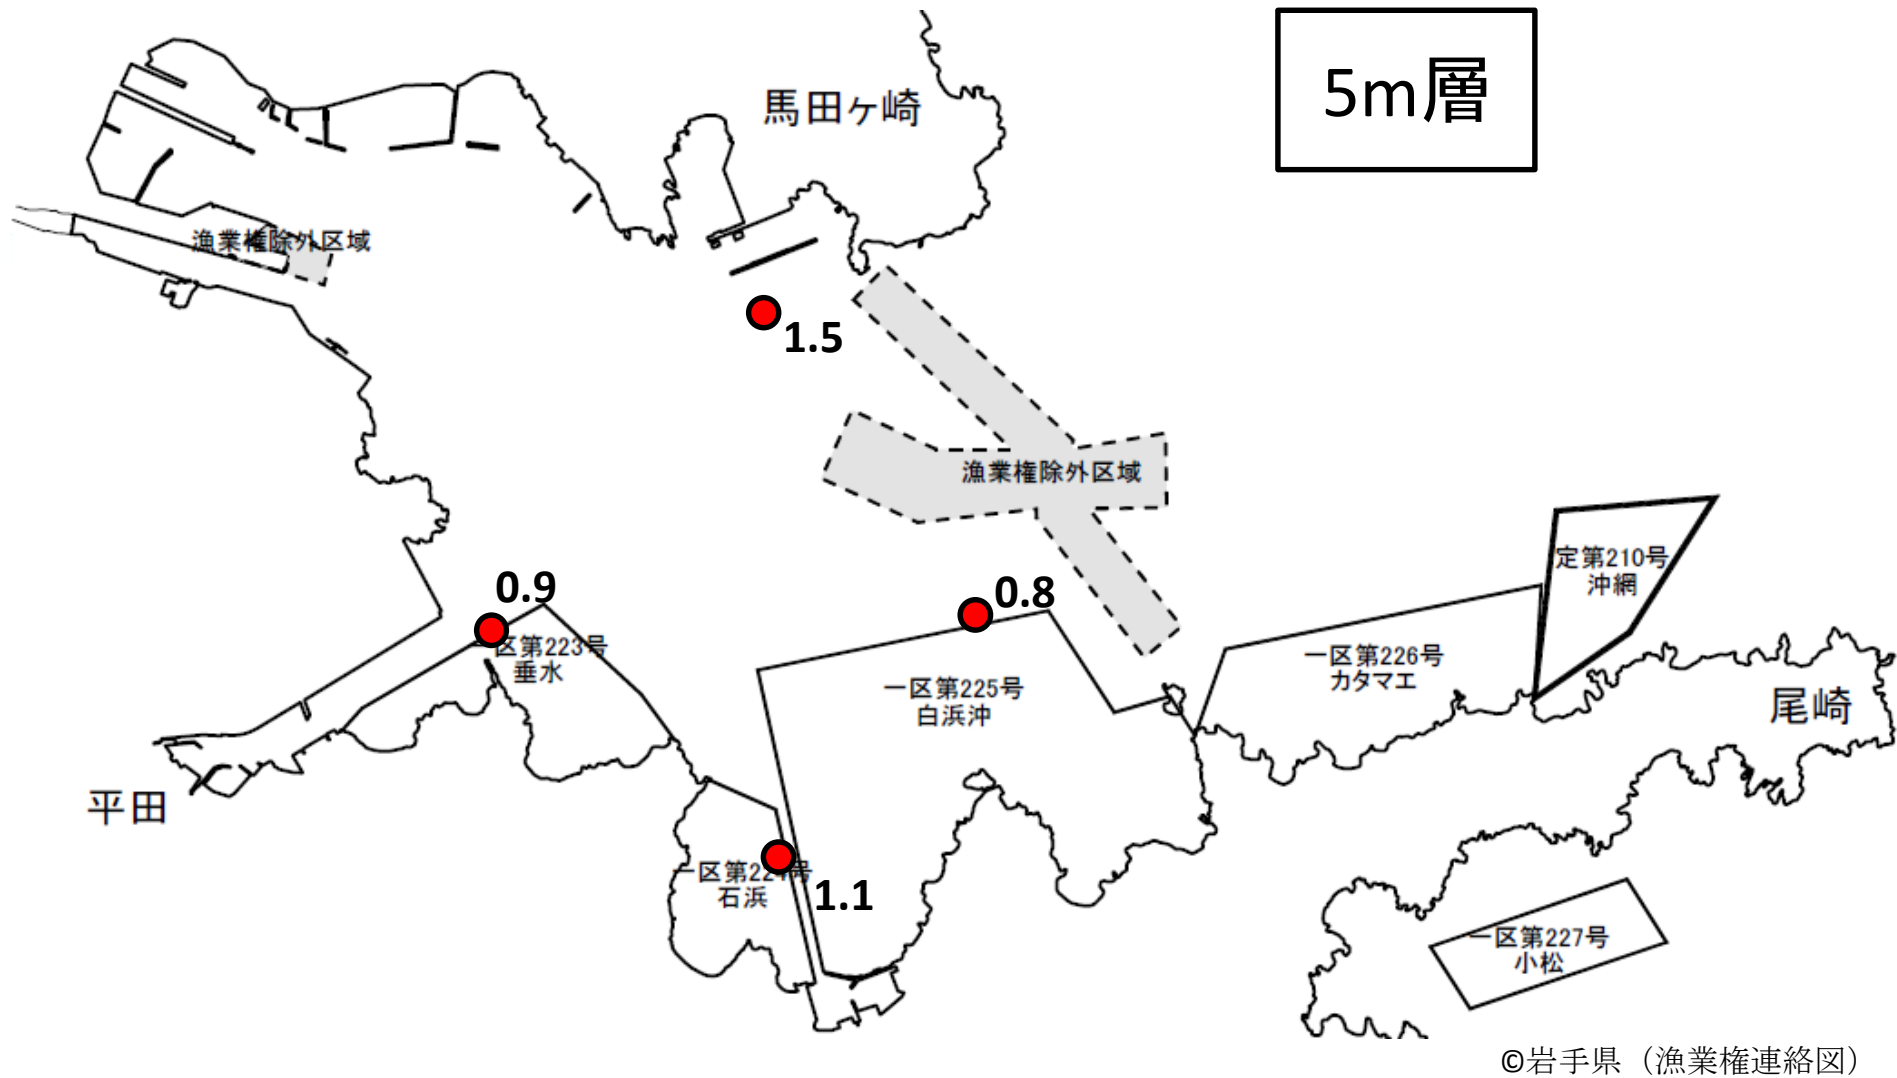 5m層
馬田ヶ崎
漁業権除外区域
1.5
漁業権除外区域
定第210号
沖網
0.9
0.8
区第223号
垂水
一区第225号
白浜沖
一区第226号
カタマエ
尾崎
平田
一区第224号
石浜
1.1
一区第227号
小松
©岩手県（漁業権連絡図）